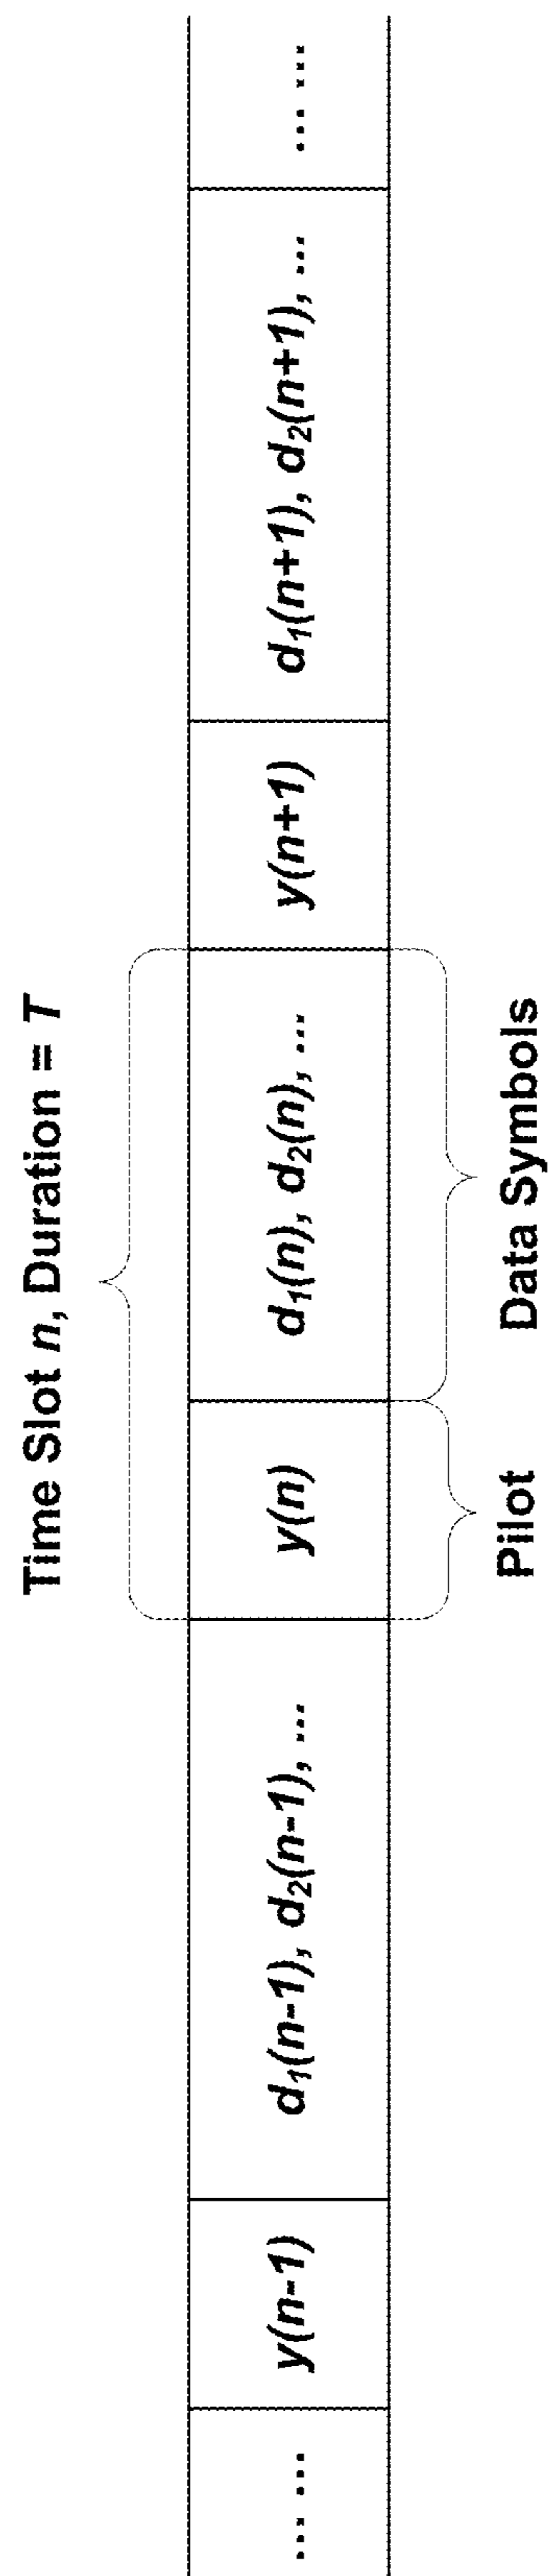 Time Slot n, Duration = T
... ...
y(n-1)
d₁(n-1), d₂(n-1), ...
y(n)
d₁(n), d₂(n), ...
y(n+1)
d₁(n+1), d₂(n+1), ...
... ...
Pilot
Data Symbols